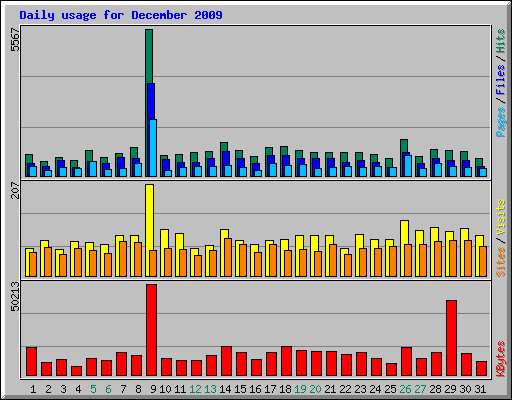 Daily usage for December 2009
5567
Pages / Files / Hits
207
Sites / Visits
50213
KBytes
1 2 3 4 5 6 7 8 9 10 11 12 13 14 15 16 17 18 19 20 21 22 23 24 25 26 27 28 29 30 31